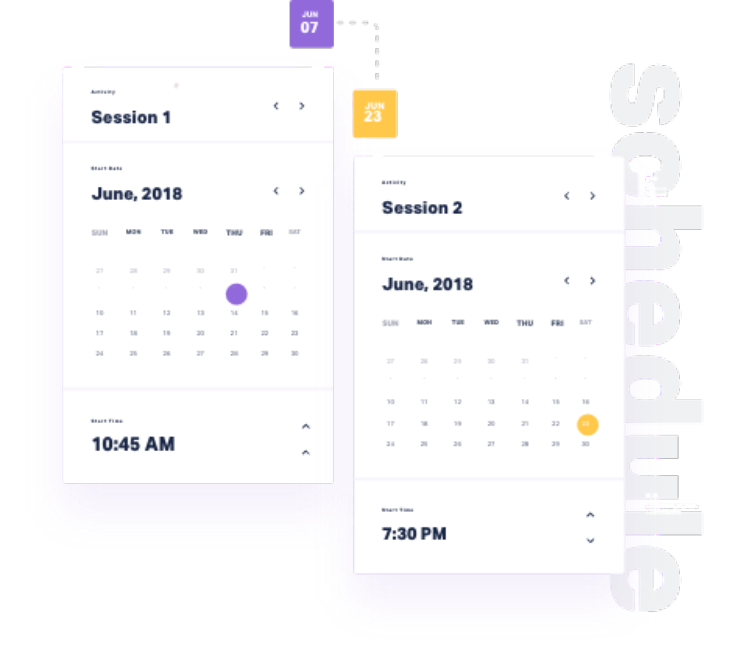 JUN
07
JUN
23
Activity
Session 1
Start Date
June, 2018
SUN MON TUE WED THU FRI SAT
27 28 29 30 31
10 11 12 13 14 15 16
17 18 19 20 21 22 23
24 25 26 27 28 29 30
Start Time
10:45 AM
Activity
Session 2
Start Date
June, 2018
SUN MON TUE WED THU FRI SAT
27 28 29 30 31
10 11 12 13 14 15 16
17 18 19 20 21 22 23
24 25 26 27 28 29 30
Start Time
7:30 PM
schedule